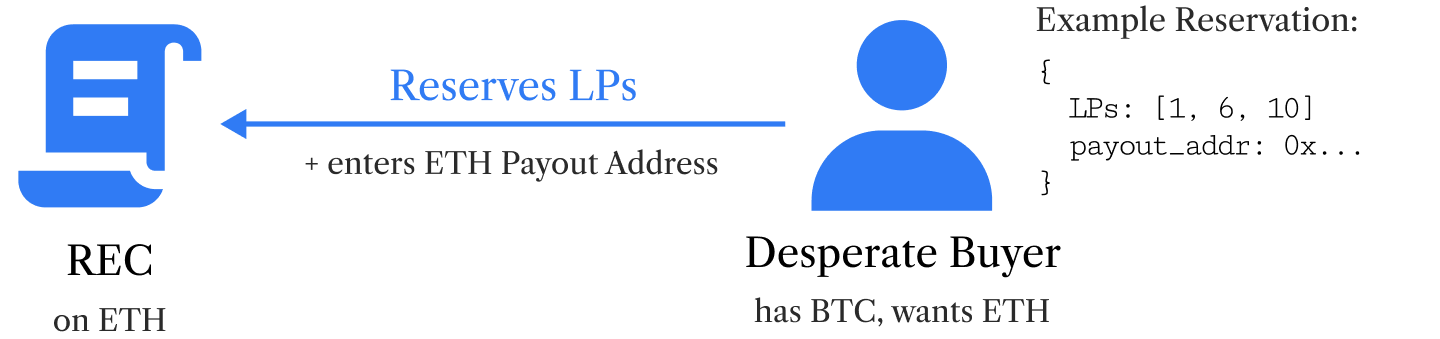 Reserves LPs
+ enters ETH Payout Address
REC
on ETH
Desperate Buyer
has BTC, wants ETH
Example Reservation:
{
LPs: [1, 6, 10]
payout_addr: 0x...
}